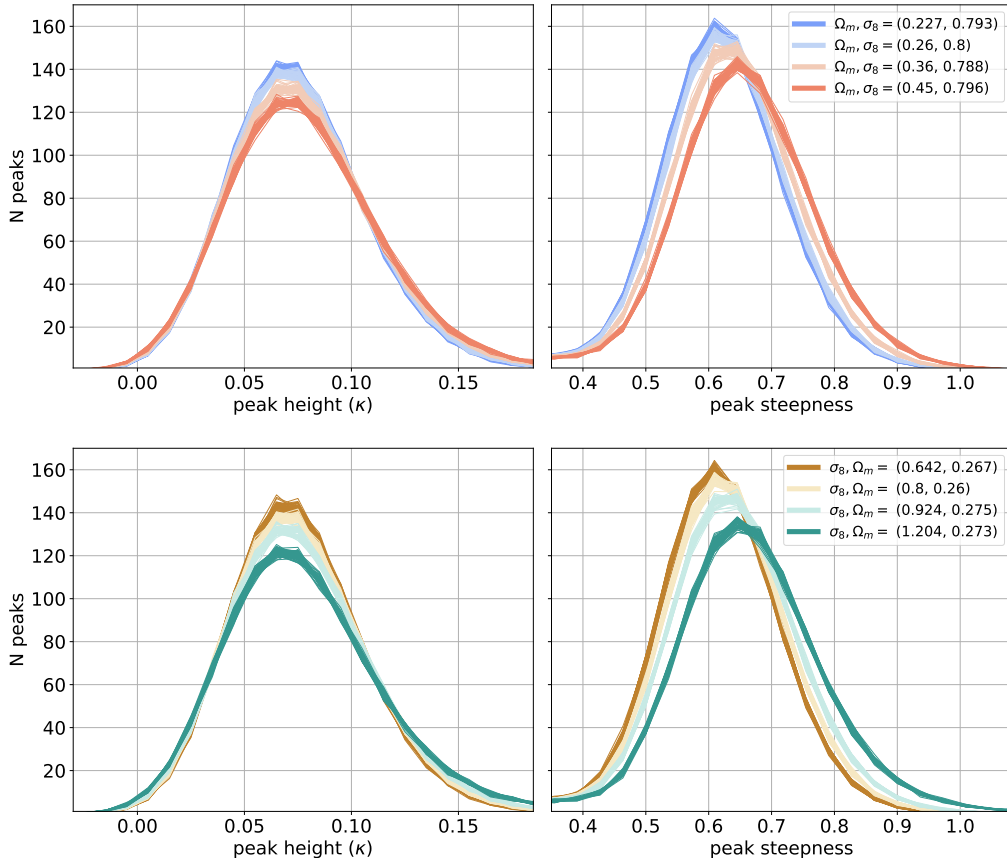 160
140
120
100
80
60
40
20
N peaks
0.00 0.05 0.10 0.15
peak height (κ)
Ωm, σ8 = (0.227, 0.793)
Ωm, σ8 = (0.26, 0.8)
Ωm, σ8 = (0.36, 0.788)
Ωm, σ8 = (0.45, 0.796)
0.4 0.5 0.6 0.7 0.8 0.9 1.0
peak steepness
160
140
120
100
80
60
40
20
N peaks
0.00 0.05 0.10 0.15
peak height (κ)
σ8, Ωm = (0.642, 0.267)
σ8, Ωm = (0.8, 0.26)
σ8, Ωm = (0.924, 0.275)
σ8, Ωm = (1.204, 0.273)
0.4 0.5 0.6 0.7 0.8 0.9 1.0
peak steepness